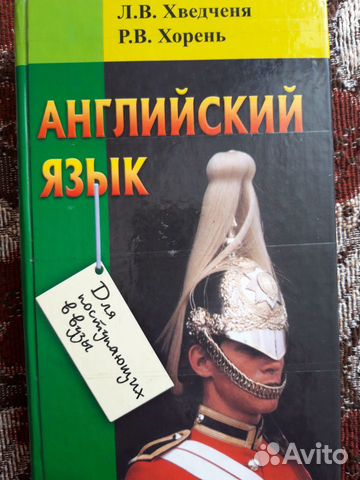 Л.В. Хведченя
Р.В. Хорень
АНГЛИЙСКИЙ
ЯЗЫК
Для
поступающих
в вузы
Avito